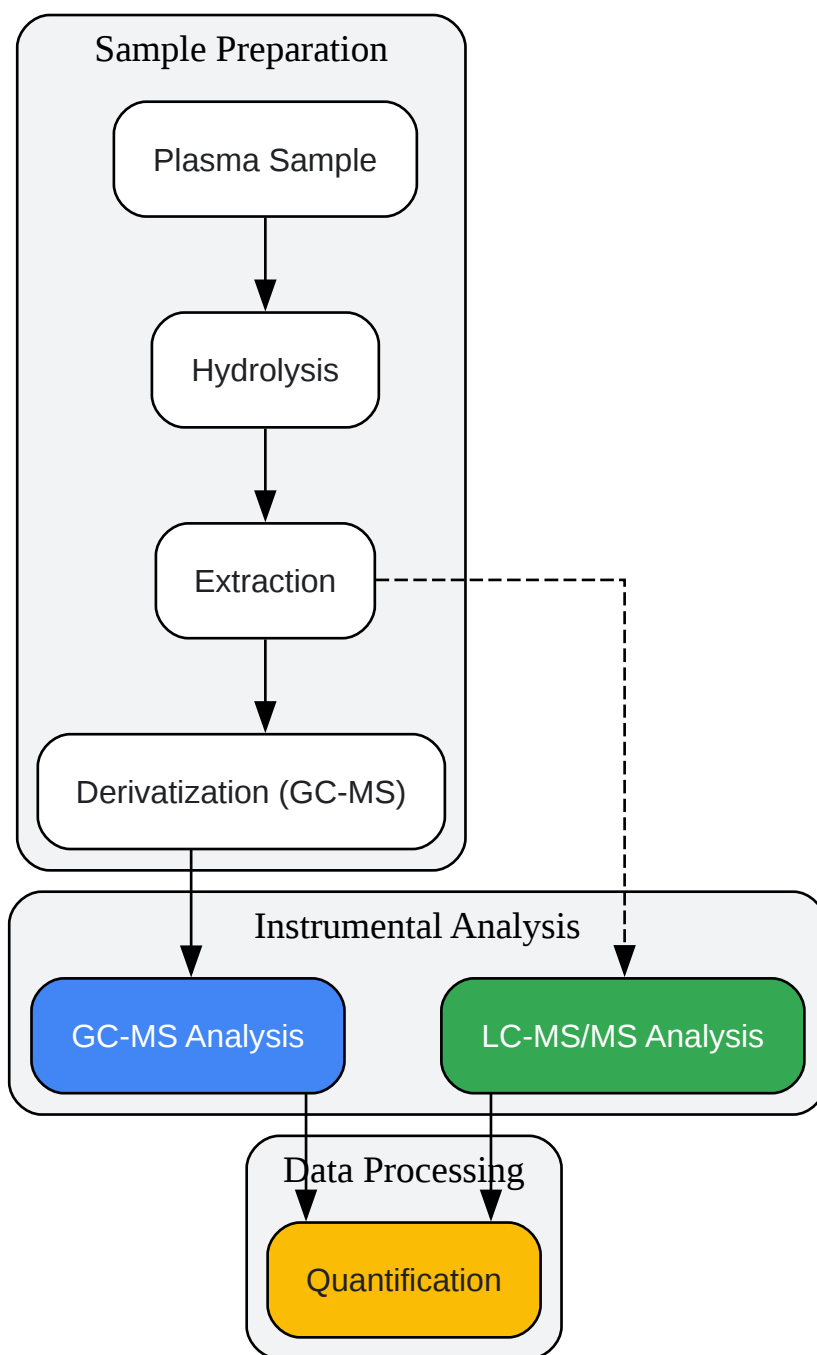 Sample Preparation
Plasma Sample
Hydrolysis
Extraction
Derivatization (GC-MS)
Instrumental Analysis
GC-MS Analysis
LC-MS/MS Analysis
Data Processing
Quantification